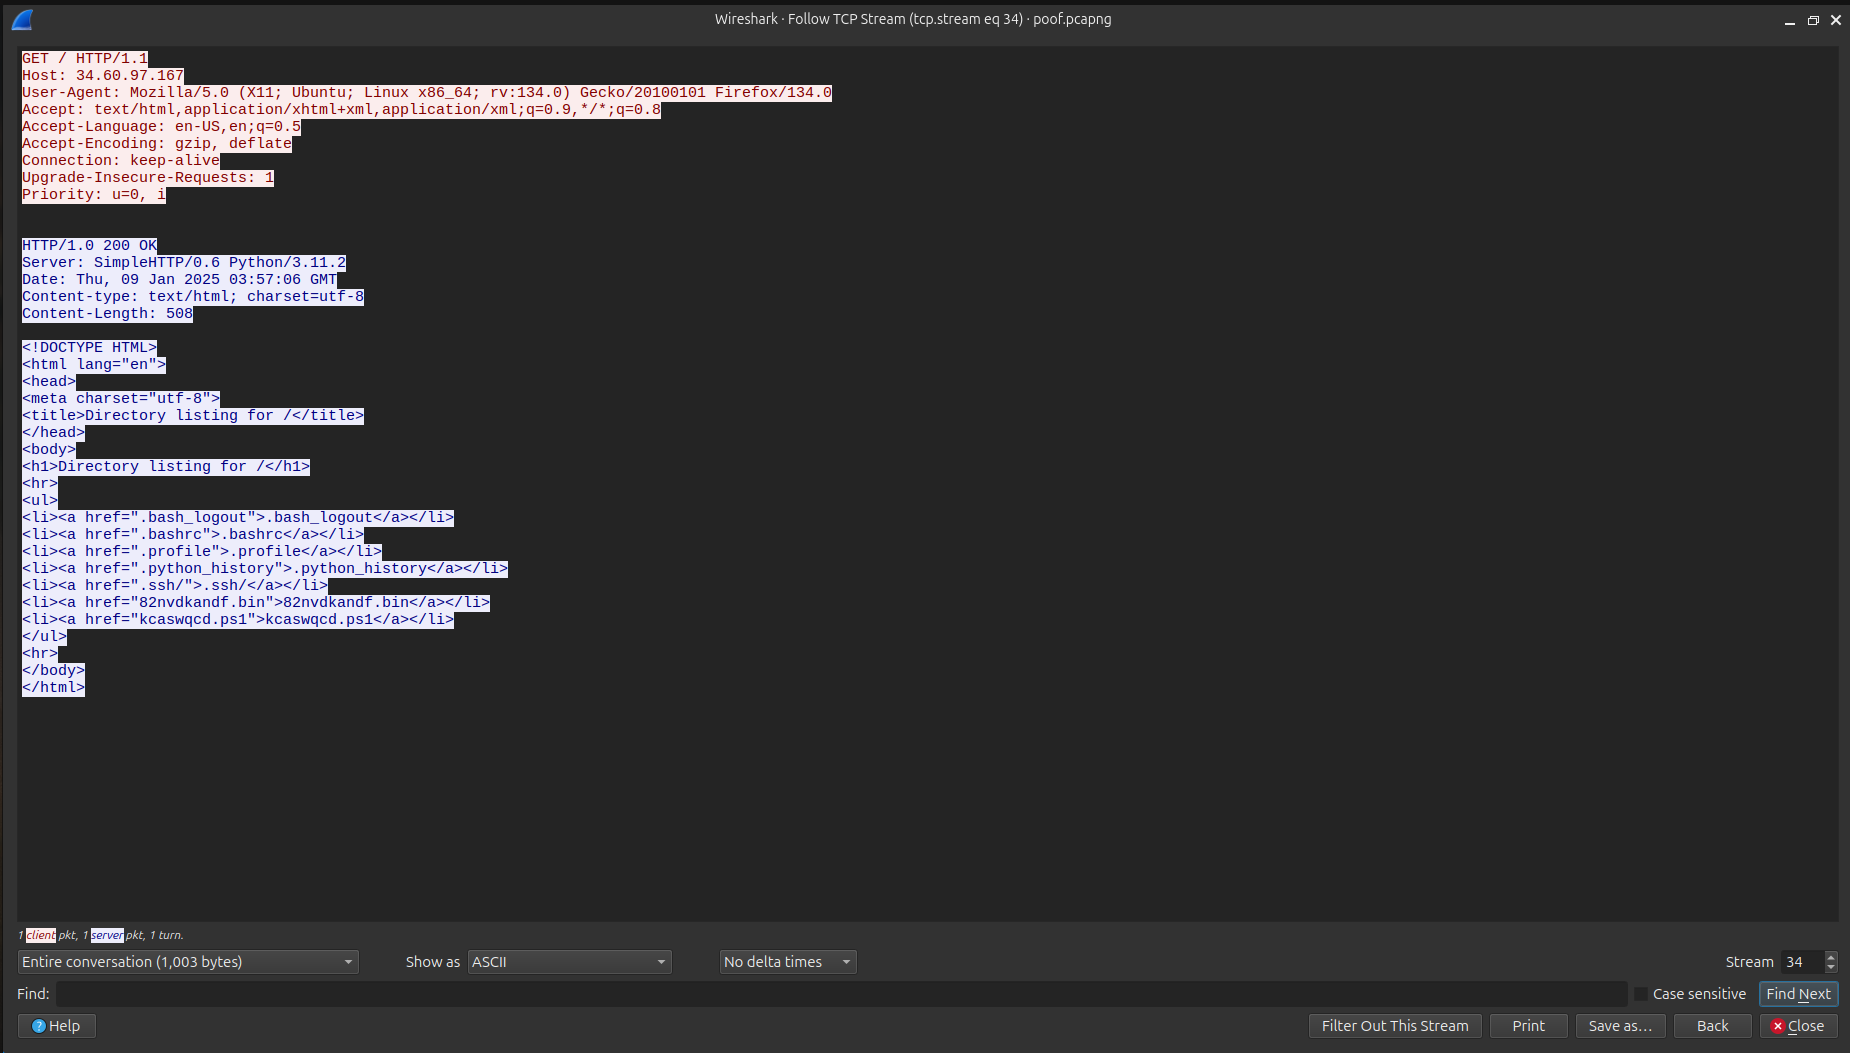 Wireshark · Follow TCP Stream (tcp.stream eq 34) · poof.pcapng
GET / HTTP/1.1
Host: 34.60.97.167
User-Agent: Mozilla/5.0 (X11; Ubuntu; Linux x86_64; rv:134.0) Gecko/20100101 Firefox/134.0
Accept: text/html,application/xhtml+xml,application/xml;q=0.9,*/*;q=0.8
Accept-Language: en-US,en;q=0.5
Accept-Encoding: gzip, deflate
Connection: keep-alive
Upgrade-Insecure-Requests: 1
Priority: u=0, i
HTTP/1.0 200 OK
Server: SimpleHTTP/0.6 Python/3.11.2
Date: Thu, 09 Jan 2025 03:57:06 GMT
Content-type: text/html; charset=utf-8
Content-Length: 508
<!DOCTYPE HTML>
<html lang="en">
<head>
<meta charset="utf-8">
<title>Directory listing for /</title>
</head>
<body>
<h1>Directory listing for /</h1>
<hr>
<ul>
<li><a href=".bash_logout">.bash_logout</a></li>
<li><a href=".bashrc">.bashrc</a></li>
<li><a href=".profile">.profile</a></li>
<li><a href=".python_history">.python_history</a></li>
<li><a href=".ssh/">.ssh/</a></li>
<li><a href="82nvdkandf.bin">82nvdkandf.bin</a></li>
<li><a href="kcaswqcd.ps1">kcaswqcd.ps1</a></li>
</ul>
<hr>
</body>
</html>
1 client pkt, 1 server pkt, 1 turn.
Entire conversation (1,003 bytes) Show as ASCII No delta times Stream 34
Find: Case sensitive Find Next
Help Filter Out This Stream Print Save as… Back Close